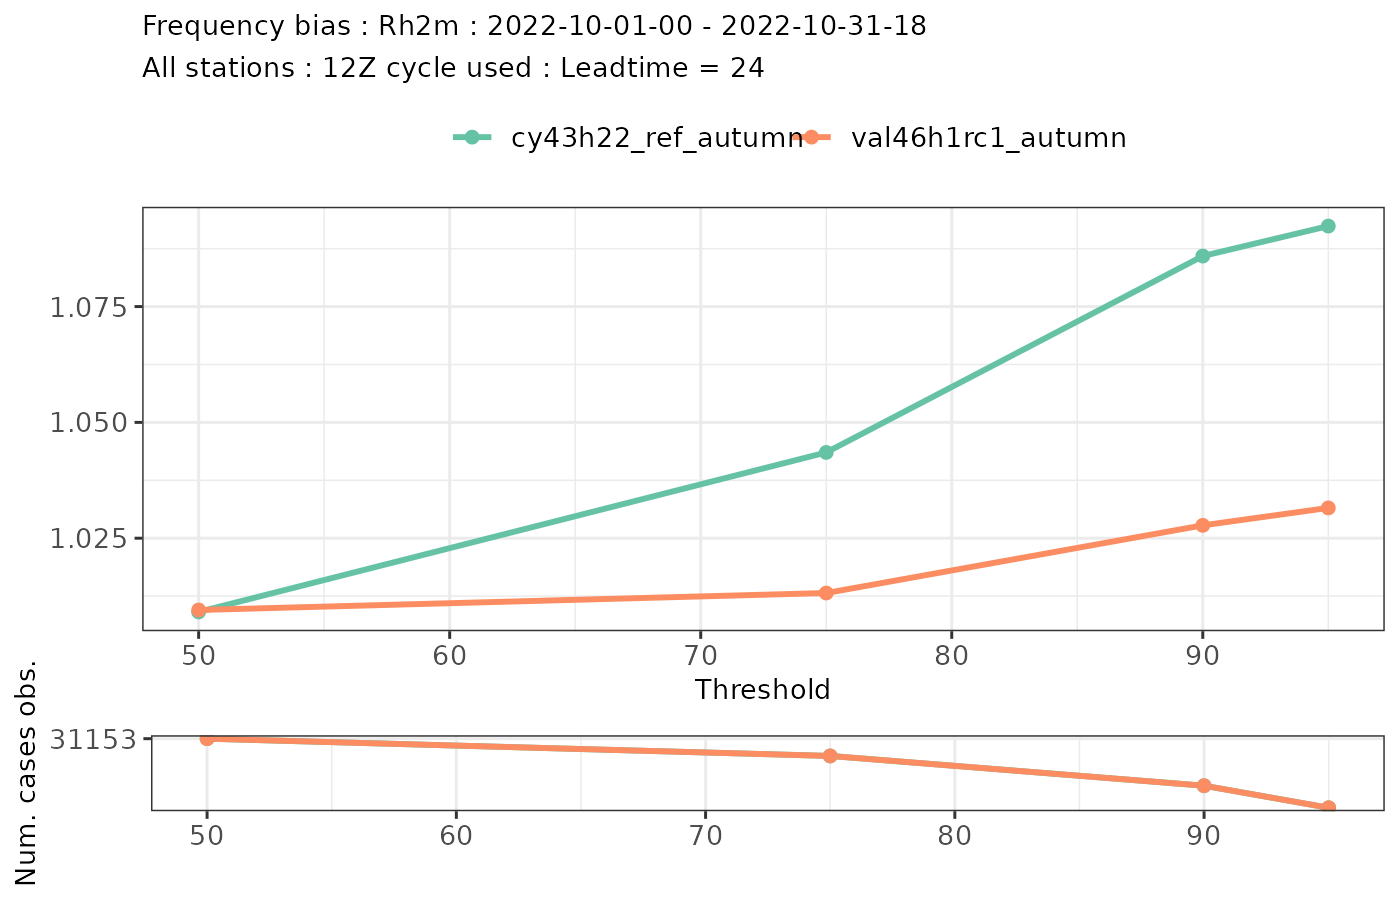 Frequency bias : Rh2m : 2022-10-01-00 - 2022-10-31-18
All stations : 12Z cycle used : Leadtime = 24
cy43h22_ref_autumn val46h1rc1_autumn
1.075
1.050
1.025
50 60 70 80 90
Threshold
Num. cases obs.
31153
50 60 70 80 90